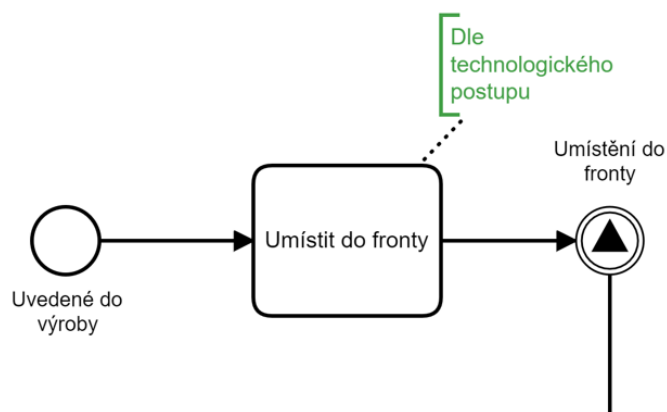 Dle
technologického
postupu
Umístění do
fronty
Umístit do fronty
Uvedené do
výroby